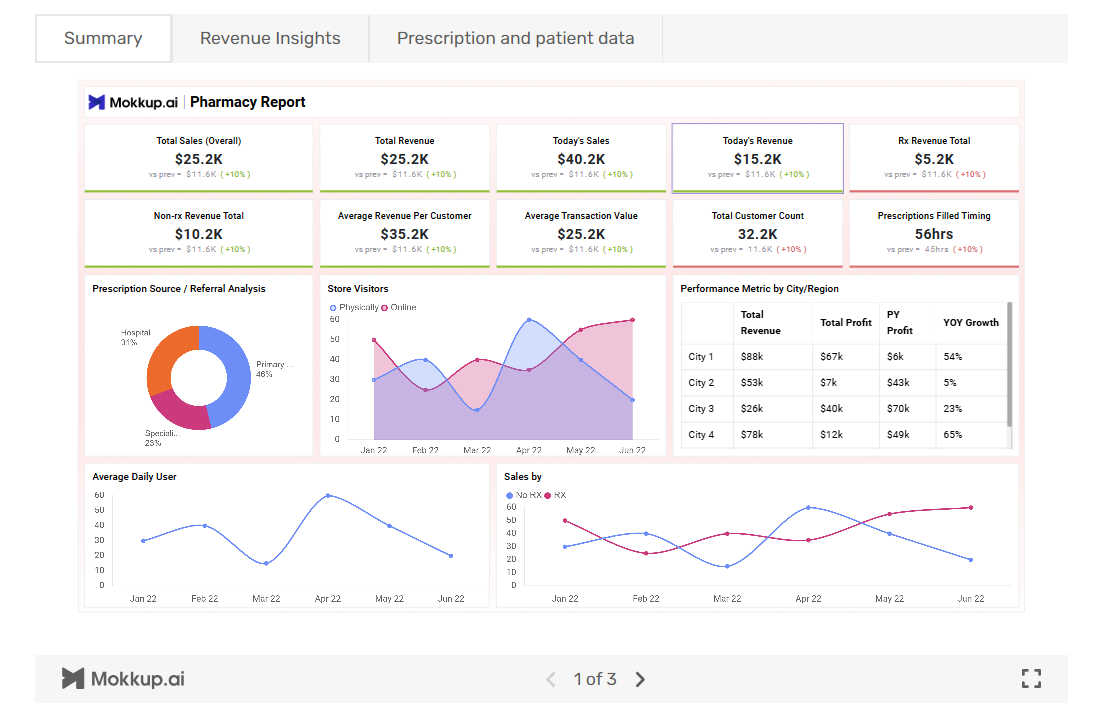 Summary
Revenue Insights
Prescription and patient data
Mokkup.ai
Pharmacy Report
Total Sales (Overall)
$25.2K
vs prev = $11.6K (+10%)
Total Revenue
$25.2K
vs prev = $11.6K (+10%)
Today's Sales
$40.2K
vs prev = $11.6K (+10%)
Today's Revenue
$15.2K
vs prev = $11.6K (+10%)
Rx Revenue Total
$5.2K
vs prev = $11.6K (+10%)
Non-rx Revenue Total
$10.2K
vs prev = $11.6K (+10%)
Average Revenue Per Customer
$35.2K
vs prev = $11.6K (+10%)
Average Transaction Value
$25.2K
vs prev = $11.6K (+10%)
Total Customer Count
32.2K
vs prev = 11.6K (+10%)
Prescriptions Filled Timing
56hrs
vs prev = 45hrs (+10%)
Prescription Source / Referral Analysis
Hospital
31%
Primary ...
46%
Speciali...
23%
Store Visitors
Physically Online
60
50
40
30
20
10
0
Jan 22 Feb 22 Mar 22 Apr 22 May 22 Jun 22
Performance Metric by City/Region
Total Revenue Total Profit PY Profit YOY Growth
City 1 $88k $67k $6k 54%
City 2 $53k $7k $43k 5%
City 3 $26k $40k $70k 23%
City 4 $78k $12k $49k 65%
Average Daily User
60
50
40
30
20
10
0
Jan 22 Feb 22 Mar 22 Apr 22 May 22 Jun 22
Sales by
No RX RX
60
50
40
30
20
10
0
Jan 22 Feb 22 Mar 22 Apr 22 May 22 Jun 22
Mokkup.ai
1 of 3